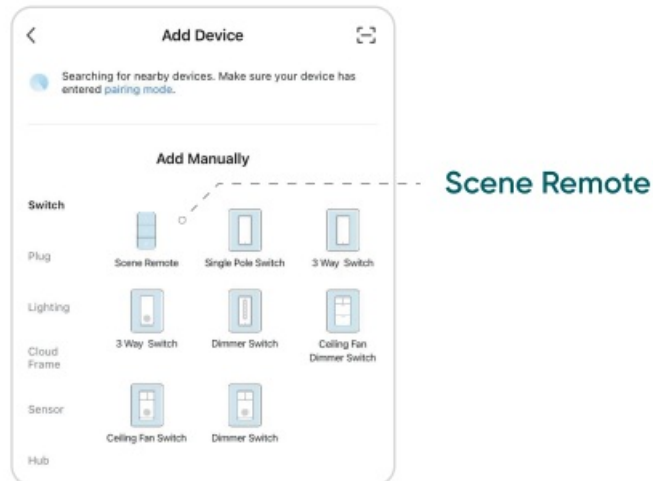 Add Device
Searching for nearby devices. Make sure your device has
entered pairing mode.
Add Manually
Scene Remote
Switch
Plug
Lighting
Cloud
Frame
Sensor
Hub
Scene Remote
Single Pole Switch
3 Way Switch
3 Way Switch
Dimmer Switch
Ceiling Fan
Dimmer Switch
Ceiling Fan Switch
Dimmer Switch